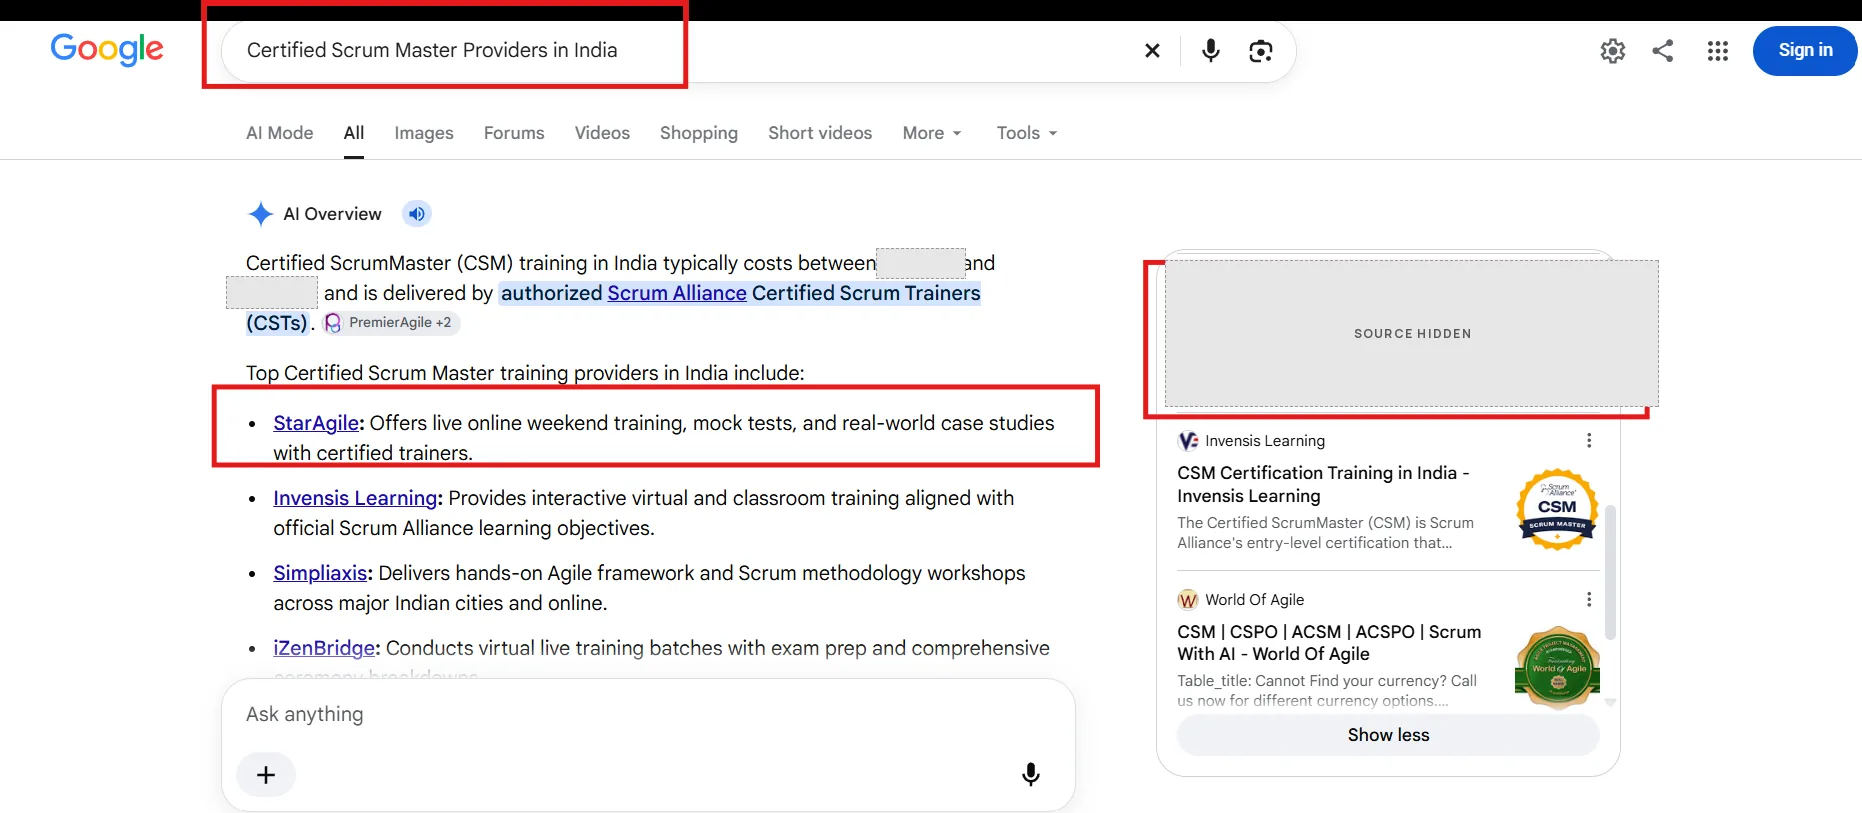 Google
Certified Scrum Master Providers in India
Sign in
AI Mode
All
Images
Forums
Videos
Shopping
Short videos
More
Tools
AI Overview
Certified ScrumMaster (CSM) training in India typically costs between and
and is delivered by authorized Scrum Alliance Certified Scrum Trainers
(CSTs). PremierAgile +2
Top Certified Scrum Master training providers in India include:
• StarAgile: Offers live online weekend training, mock tests, and real-world case studies
with certified trainers.
• Invensis Learning: Provides interactive virtual and classroom training aligned with
official Scrum Alliance learning objectives.
• Simpliaxis: Delivers hands-on Agile framework and Scrum methodology workshops
across major Indian cities and online.
• iZenBridge: Conducts virtual live training batches with exam prep and comprehensive
ceremony breakdowns.
Ask anything
SOURCE HIDDEN
Invensis Learning
CSM Certification Training in India -
Invensis Learning
The Certified ScrumMaster (CSM) is Scrum
Alliance's entry-level certification that...
Scrum
Alliance
CSM
SCRUM MASTER
World Of Agile
CSM | CSPO | ACSM | ACSPO | Scrum
With AI - World Of Agile
Table_title: Cannot Find your currency? Call
us now for different currency options....
World Of Agile
Show less